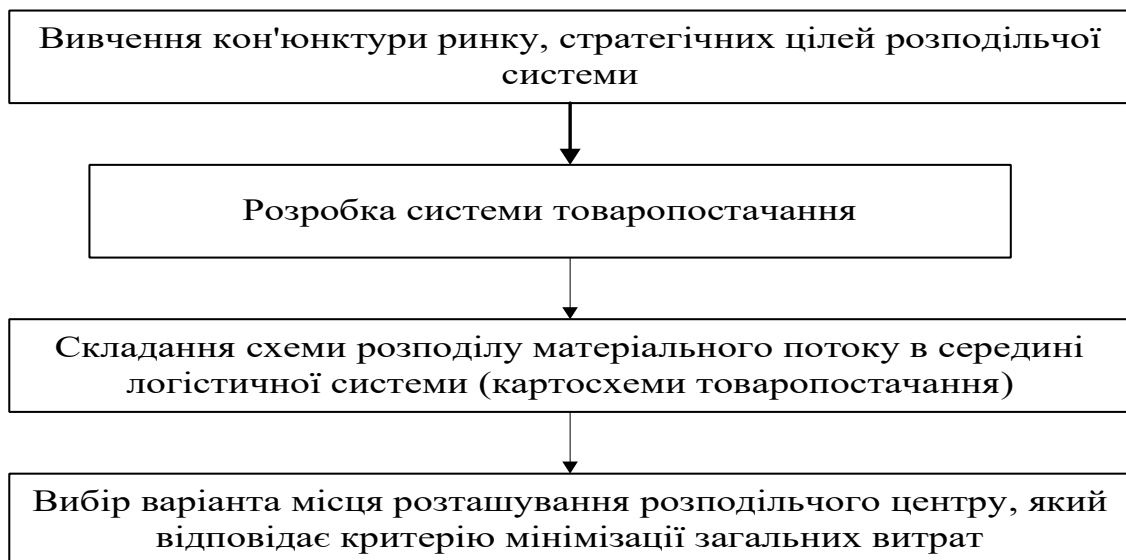 Вивчення кон'юнктури ринку, стратегічних цілей розподільчої
системи
Розробка системи товаропостачання
Складання схеми розподілу матеріального потоку в середині
логістичної системи (картосхеми товаропостачання)
Вибір варіанта місця розташування розподільчого центру, який
відповідає критерію мінімізації загальних витрат